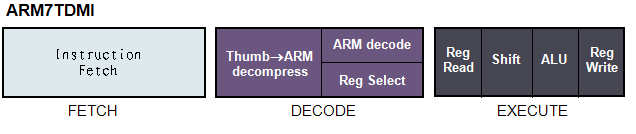 ARM7TDMI
Instruction
Fetch
Thumb→ARM
decompress
ARM decode
Reg Select
Reg
Read
Shift
ALU
Reg
Write
FETCH
DECODE
EXECUTE